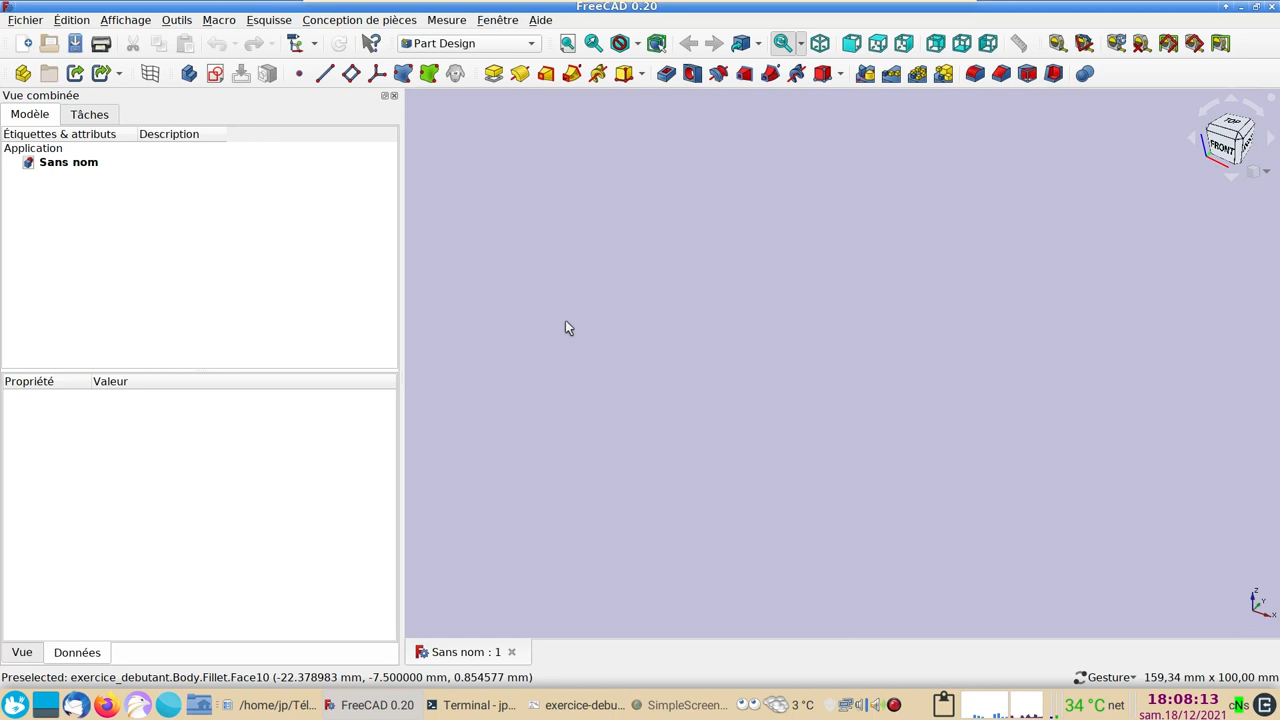 FreeCAD 0.20
Fichier Édition Affichage Outils Macro Esquisse Conception de pièces Mesure Fenêtre Aide
Part Design
Vue combinée
Modèle Tâches
Étiquettes & attributs Description
Application
Sans nom
TOP
FRONT
Propriété Valeur
Z
Y
X
Vue Données
Sans nom : 1
Preselected: exercice_debutant.Body.Fillet.Face10 (-22.378983 mm, -7.500000 mm, 0.854577 mm)
Gesture 159,34 mm x 100,00 mm
/home/jp/Tél... FreeCAD 0.20 Terminal - jp... exercice-debu... SimpleScreen... 3 °C 34 °C net 18:08:13
sam.18/12/2021